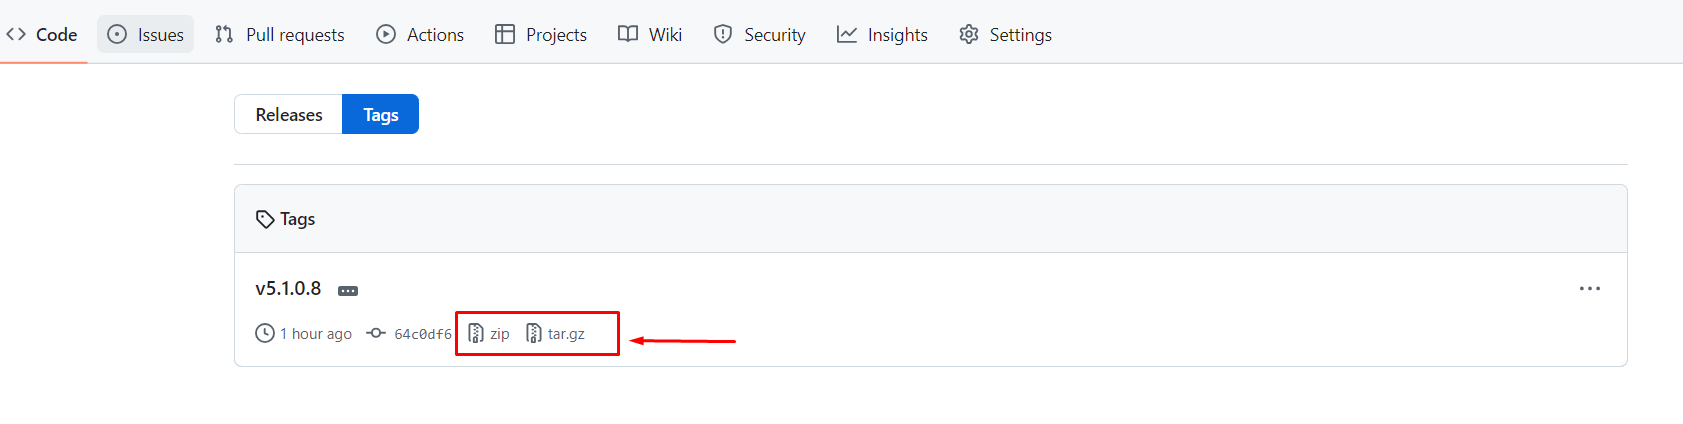 Code Issues Pull requests Actions Projects Wiki Security Insights Settings
Releases Tags
Tags
v5.1.0.8
1 hour ago 64c0df6 zip tar.gz